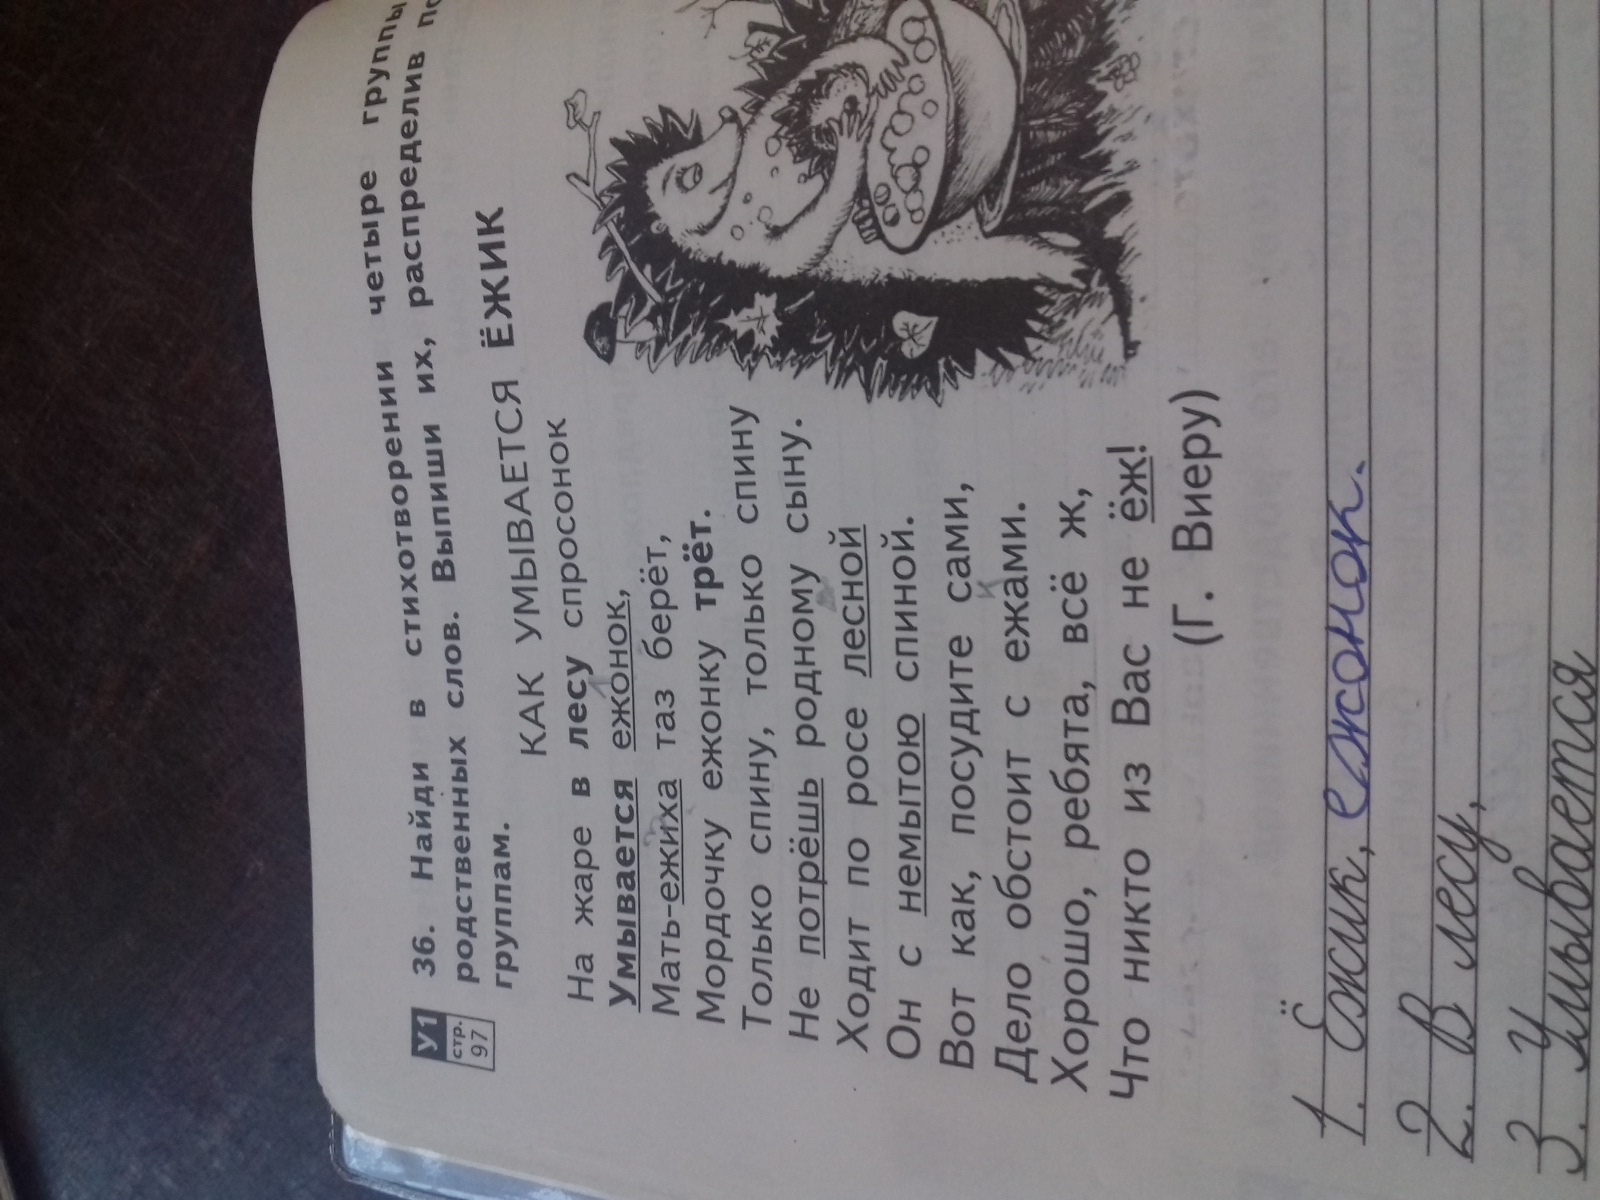 У1
стр.
97
36. Найди в стихотворении четыре группы
родственных слов. Выпиши их, распределив по
группам.
КАК УМЫВАЕТСЯ ЁЖИК
На жаре в лесу спросонок
Умывается ежонок,
Мать-ежиха таз берёт,
Мордочку ежонку трёт.
Только спину, только спину
Не потрёшь родному сыну.
Ходит по росе лесной
Он с немытою спиной.
Вот как, посудите сами,
Дело обстоит с ежами.
Хорошо, ребята, всё ж,
Что никто из Вас не ёж!
(Г. Виеру)
1. Ёжик, ежонок.
2. В лесу,
3. Умывается